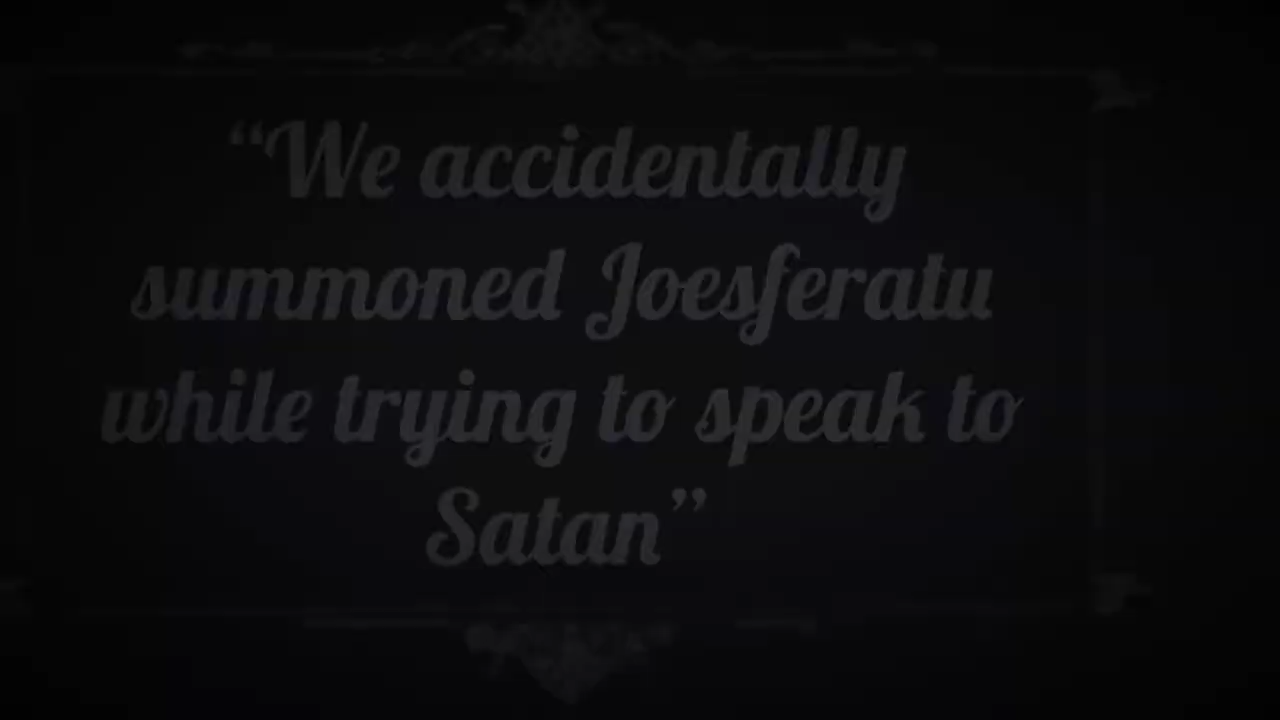 “We accidentally
summoned Joesferatu
while trying to speak to
Satan”